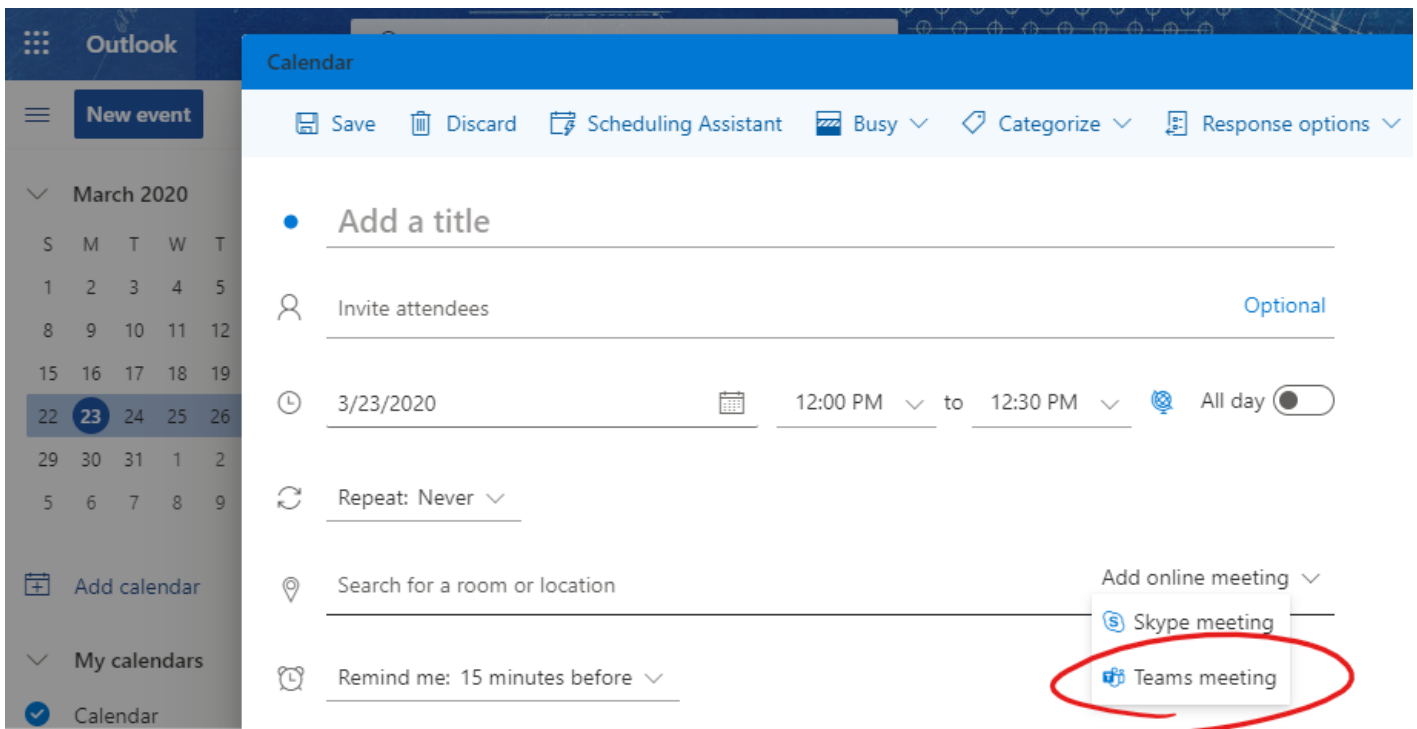 Outlook
Calendar
New event
Save Discard Scheduling Assistant Busy Categorize Response options
March 2020
S M T W T
1 2 3 4 5
8 9 10 11 12
15 16 17 18 19
22 23 24 25 26
29 30 31 1 2
5 6 7 8 9
Add calendar
My calendars
Calendar
Add a title
Invite attendees Optional
3/23/2020 12:00 PM to 12:30 PM All day
Repeat: Never
Search for a room or location Add online meeting
Skype meeting
Teams meeting
Remind me: 15 minutes before